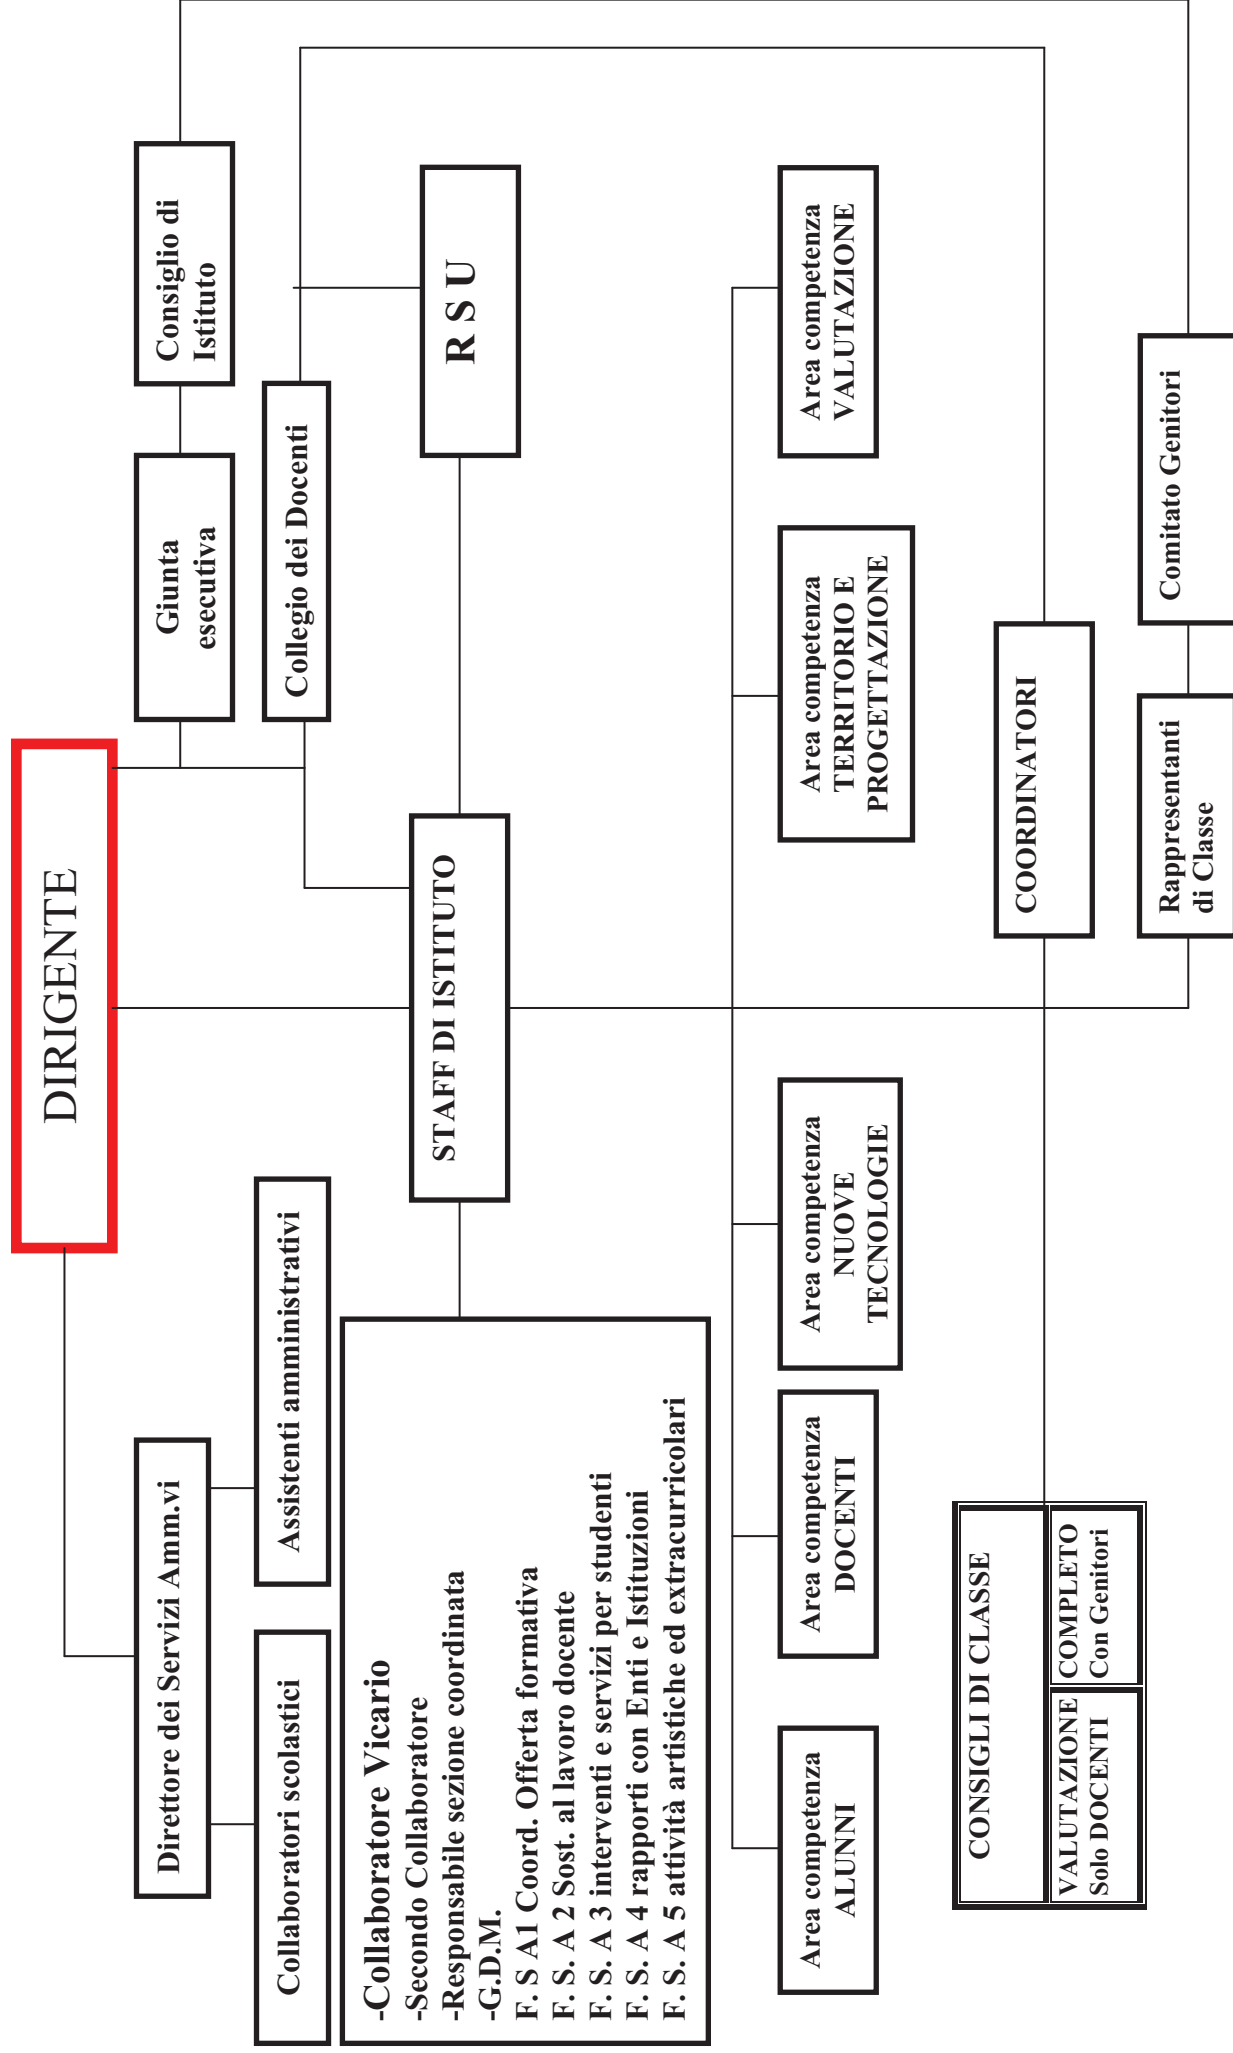 DIRIGENTE
Direttore dei Servizi Amm.vi
Giunta
esecutiva
Consiglio di
Istituto
Collaboratori scolastici
Assistenti amministrativi
Collegio dei Docenti
-Collaboratore Vicario
-Secondo Collaboratore
-Responsabile sezione coordinata
-G.D.M.
F. S A1 Coord. Offerta formativa
F. S. A 2 Sost. al lavoro docente
F. S. A 3 interventi e servizi per studenti
F. S. A 4 rapporti con Enti e Istituzioni
F. S. A 5 attività artistiche ed extracurricolari
STAFF DI ISTITUTO
R S U
Area competenza
ALUNNI
Area competenza
DOCENTI
Area competenza
NUOVE
TECNOLOGIE
Area competenza
TERRITORIO E
PROGETTAZIONE
Area competenza
VALUTAZIONE
CONSIGLI DI CLASSE
VALUTAZIONE
Solo DOCENTI
COMPLETO
Con Genitori
COORDINATORI
Rappresentanti
di Classe
Comitato Genitori